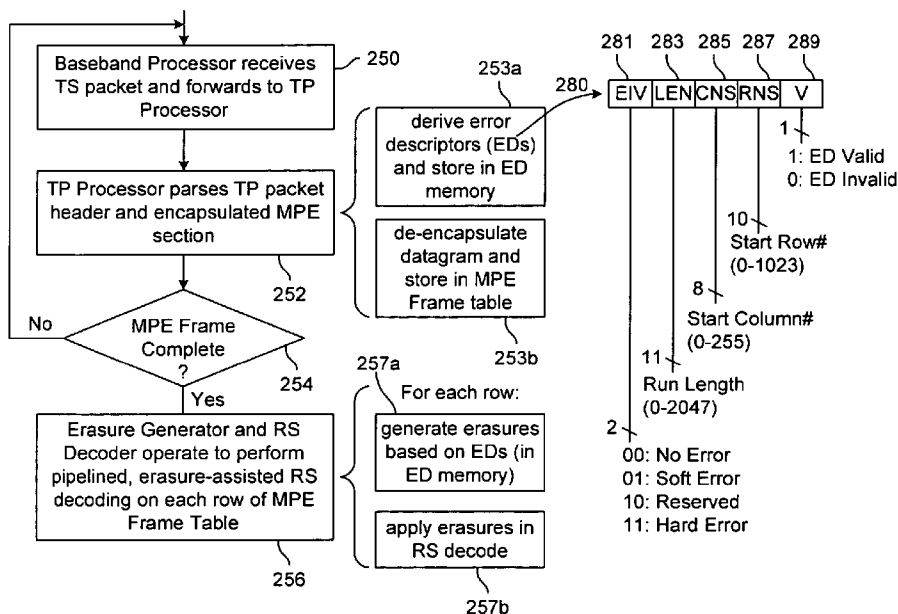 Baseband Processor receives
TS packet and forwards to TP
Processor
250
TP Processor parses TP packet
header and encapsulated MPE
section
252
253a
derive error
descriptors (EDs)
and store in ED
memory
de-encapsulate
datagram and
store in MPE
Frame table
253b
No
MPE Frame
Complete
?
254
Yes
Erasure Generator and RS
Decoder operate to perform
pipelined, erasure-assisted RS
decoding on each row of MPE
Frame Table
256
257a
For each row:
generate erasures
based on EDs (in
ED memory)
apply erasures in
RS decode
257b
280
281 283 285 287 289
EIV LEN CNS RNS V
1
1: ED Valid
0: ED Invalid
10
Start Row#
(0-1023)
8
Start Column#
(0-255)
11
Run Length
(0-2047)
2
00: No Error
01: Soft Error
10: Reserved
11: Hard Error